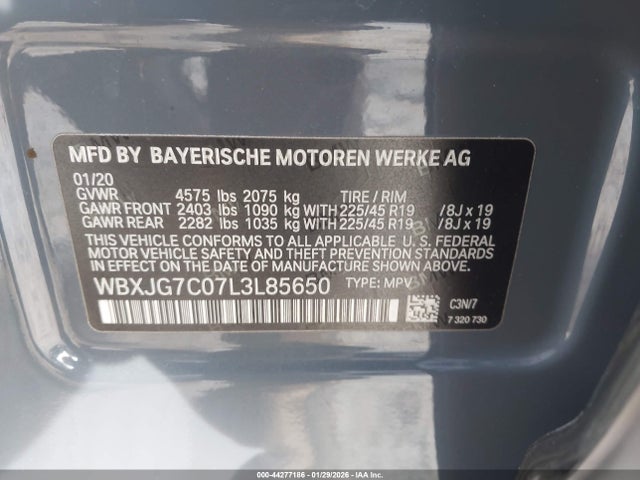 MFD BY BAYERISCHE MOTOREN WERKE AG
01/20
GVWR 4575 lbs 2075 kg TIRE / RIM
GAWR FRONT 2403 lbs 1090 kg WITH 225/45 R19 /8J x 19
GAWR REAR 2282 lbs 1035 kg WITH 225/45 R19 /8J x 19
THIS VEHICLE CONFORMS TO ALL APPLICABLE U. S. FEDERAL
MOTOR VEHICLE SAFETY AND THEFT PREVENTION STANDARDS
IN EFFECT ON THE DATE OF MANUFACTURE SHOWN ABOVE.
WBXJG7C07L3L85650 TYPE: MPV
C3N/7
7 320 730
000-44277186 - 01/29/2026 - IAA Inc.